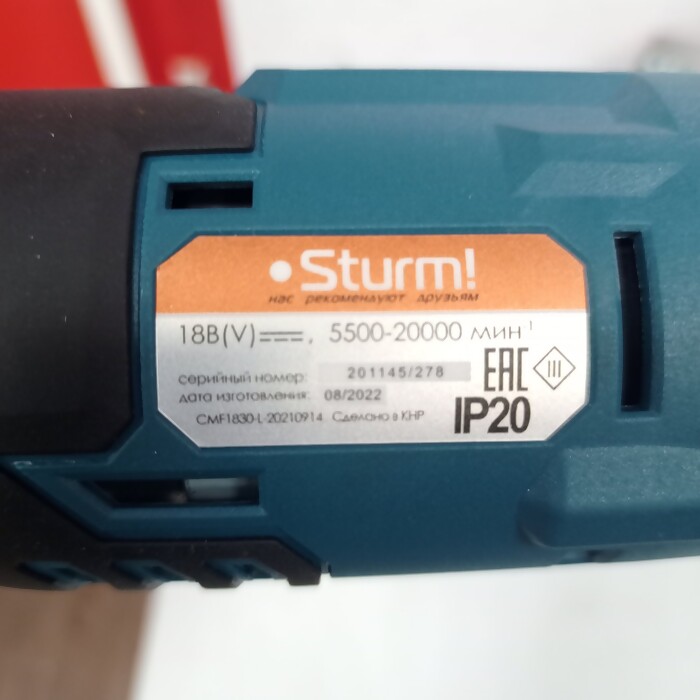 Sturm!
нас рекомендуют друзьям
18В(V) ⎓, 5500-20000 мин⁻¹
серийный номер: 201145/278
дата изготовления: 08/2022
CMF1830-L-20210914 Сделано в КНР
EAC III
IP20